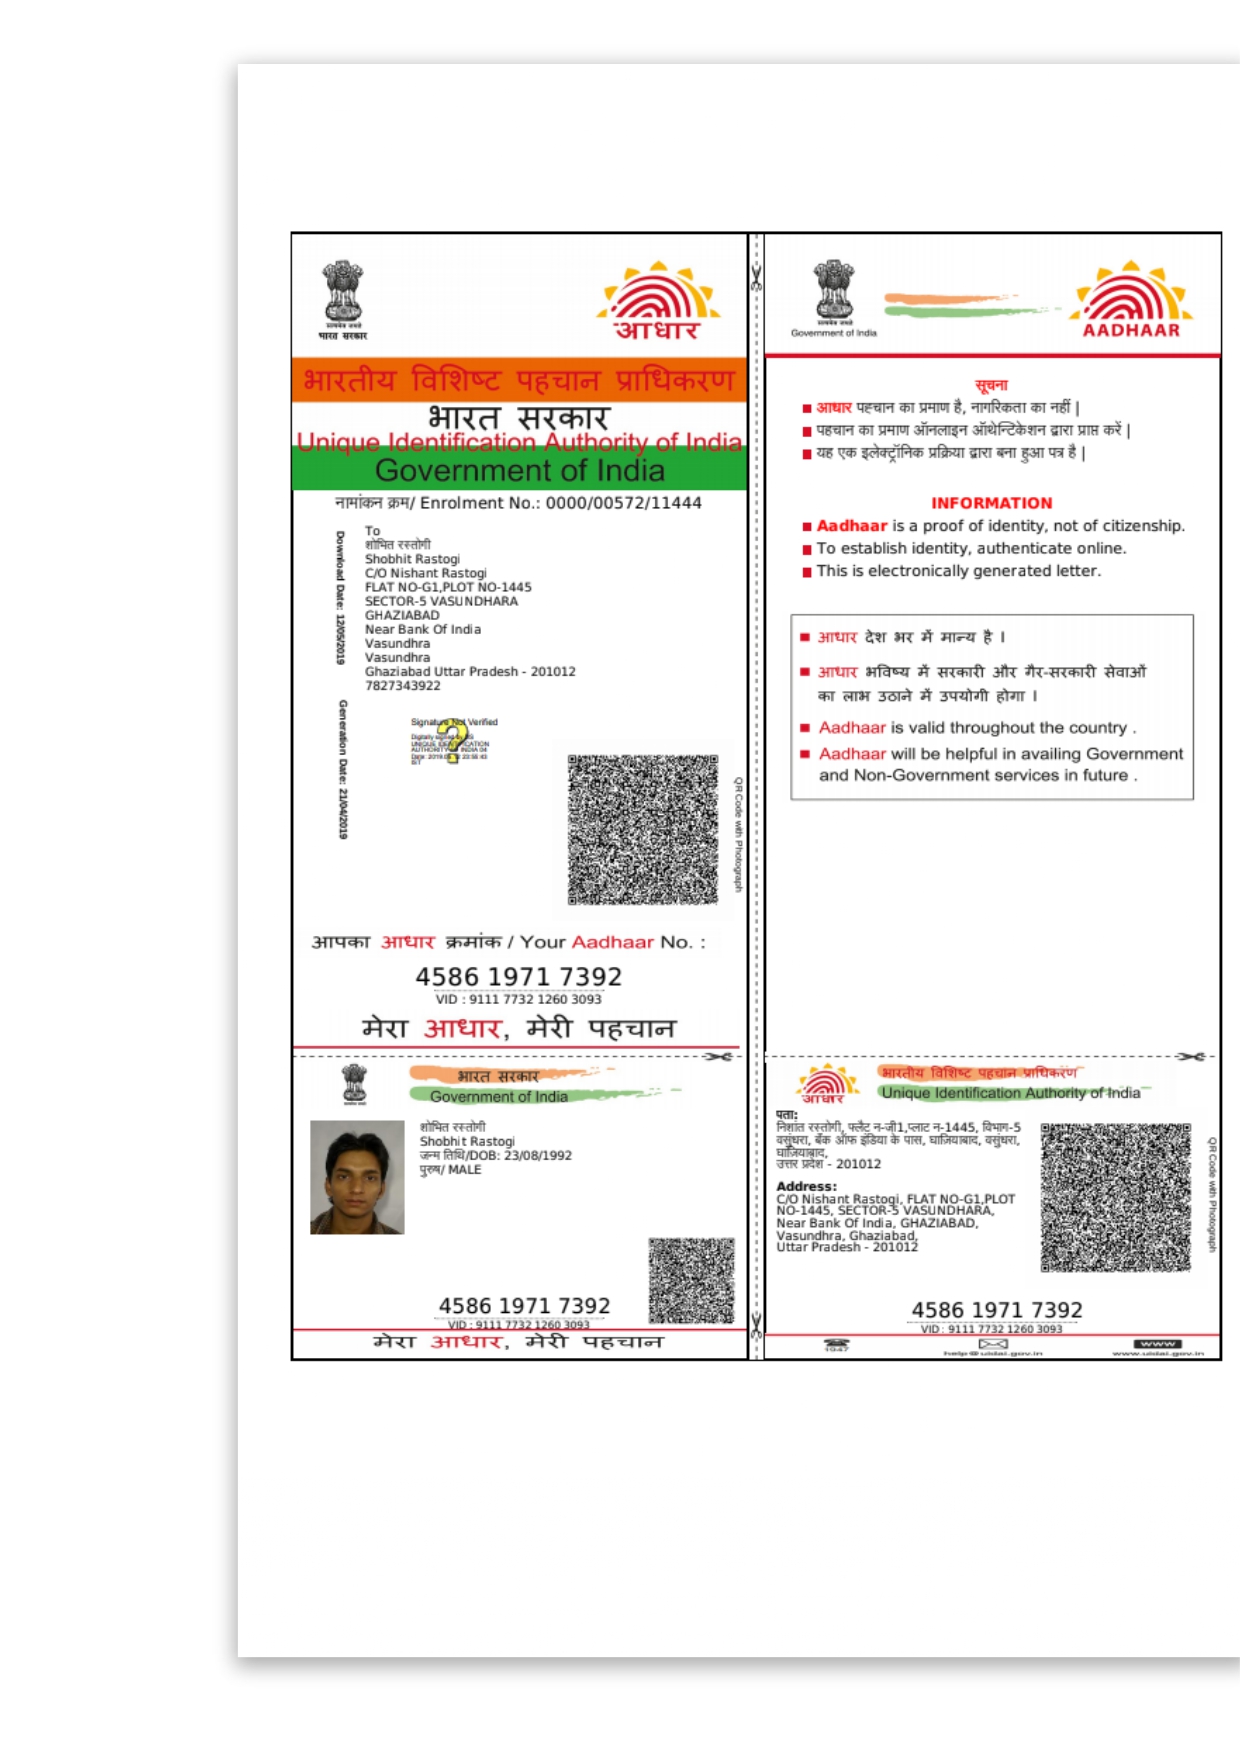 सत्यमेव जयते
भारत सरकार
आधार
भारतीय विशिष्ट पहचान प्राधिकरण
भारत सरकार
Unique Identification Authority of India
Government of India
नामांकन क्रम/ Enrolment No.: 0000/00572/11444
Download Date: 12/05/2019
Generation Date: 21/04/2019
To
शोभित रस्तोगी
Shobhit Rastogi
C/O Nishant Rastogi
FLAT NO-G1,PLOT NO-1445
SECTOR-5 VASUNDHARA
GHAZIABAD
Near Bank Of India
Vasundhra
Vasundhra
Ghaziabad Uttar Pradesh - 201012
7827343922
Signature Not Verified
Digitally signed by
UNIQUE IDENTIFICATION
AUTHORITY INDIA 04
IST
QR Code with Photograph
आपका आधार क्रमांक / Your Aadhaar No. :
4586 1971 7392
VID : 9111 7732 1260 3093
मेरा आधार, मेरी पहचान
सत्यमेव जयते
Government of India
AADHAAR
सूचना
आधार पहचान का प्रमाण है, नागरिकता का नहीं |
पहचान का प्रमाण ऑनलाइन ऑथेन्टिकेशन द्वारा प्राप्त करें |
यह एक इलेक्ट्रॉनिक प्रक्रिया द्वारा बना हुआ पत्र है |
INFORMATION
Aadhaar is a proof of identity, not of citizenship.
To establish identity, authenticate online.
This is electronically generated letter.
आधार देश भर में मान्य है ।
आधार भविष्य में सरकारी और गैर-सरकारी सेवाओं
का लाभ उठाने में उपयोगी होगा ।
Aadhaar is valid throughout the country .
Aadhaar will be helpful in availing Government
and Non-Government services in future .
भारत सरकार
Government of India
शोभित रस्तोगी
Shobhit Rastogi
जन्म तिथि/DOB: 23/08/1992
पुरुष/ MALE
4586 1971 7392
VID : 9111 7732 1260 3093
मेरा आधार, मेरी पहचान
आधार
भारतीय विशिष्ट पहचान प्राधिकरण
Unique Identification Authority of India
पता:
निशांत रस्तोगी, फ्लैट न-जी1,प्लाट न-1445, विभाग-5
वसुंधरा, बैंक ऑफ इंडिया के पास, घाजियाबाद, वसुंधरा,
घाजियाबाद,
उत्तर प्रदेश - 201012
Address:
C/O Nishant Rastogi, FLAT NO-G1,PLOT
NO-1445, SECTOR-5 VASUNDHARA,
Near Bank Of India, GHAZIABAD,
Vasundhra, Ghaziabad,
Uttar Pradesh - 201012
QR Code with Photograph
4586 1971 7392
VID : 9111 7732 1260 3093
1947
help@uidai.gov.in
www
www.uidai.gov.in